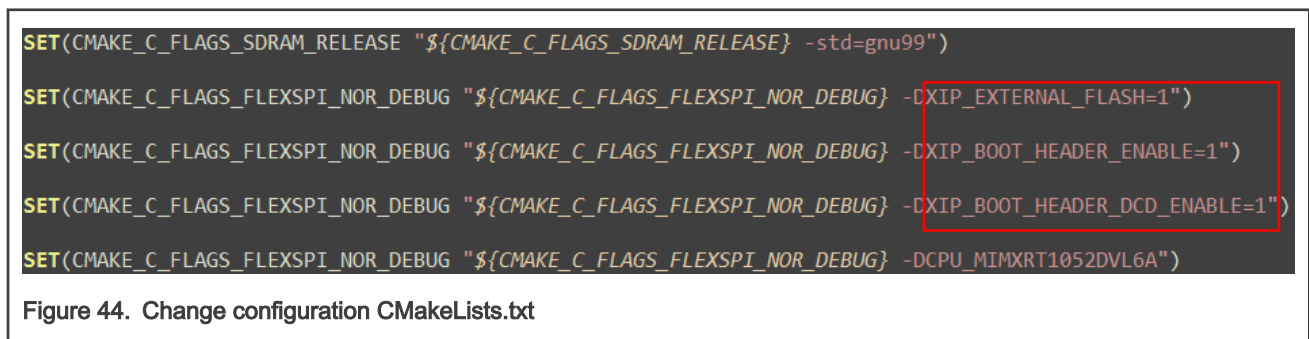 SET(CMAKE_C_FLAGS_SDRAM_RELEASE "${CMAKE_C_FLAGS_SDRAM_RELEASE} -std=gnu99")
SET(CMAKE_C_FLAGS_FLEXSPI_NOR_DEBUG "${CMAKE_C_FLAGS_FLEXSPI_NOR_DEBUG} -DXIP_EXTERNAL_FLASH=1")
SET(CMAKE_C_FLAGS_FLEXSPI_NOR_DEBUG "${CMAKE_C_FLAGS_FLEXSPI_NOR_DEBUG} -DXIP_BOOT_HEADER_ENABLE=1")
SET(CMAKE_C_FLAGS_FLEXSPI_NOR_DEBUG "${CMAKE_C_FLAGS_FLEXSPI_NOR_DEBUG} -DXIP_BOOT_HEADER_DCD_ENABLE=1")
SET(CMAKE_C_FLAGS_FLEXSPI_NOR_DEBUG "${CMAKE_C_FLAGS_FLEXSPI_NOR_DEBUG} -DCPU_MIMXRT1052DVL6A")
Figure 44. Change configuration CMakeLists.txt